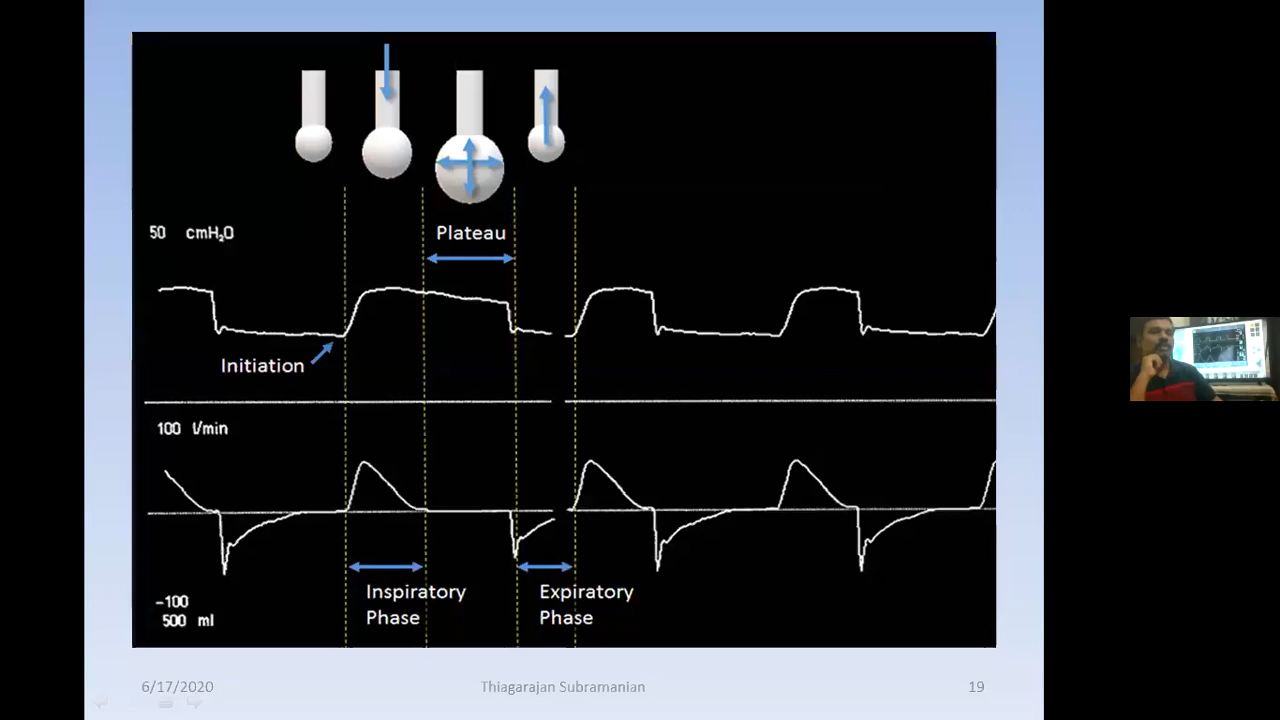 50 cmH₂O
Plateau
Initiation
100 l/min
Inspiratory
Phase
Expiratory
Phase
-100
500 ml
6/17/2020
Thiagarajan Subramanian
19